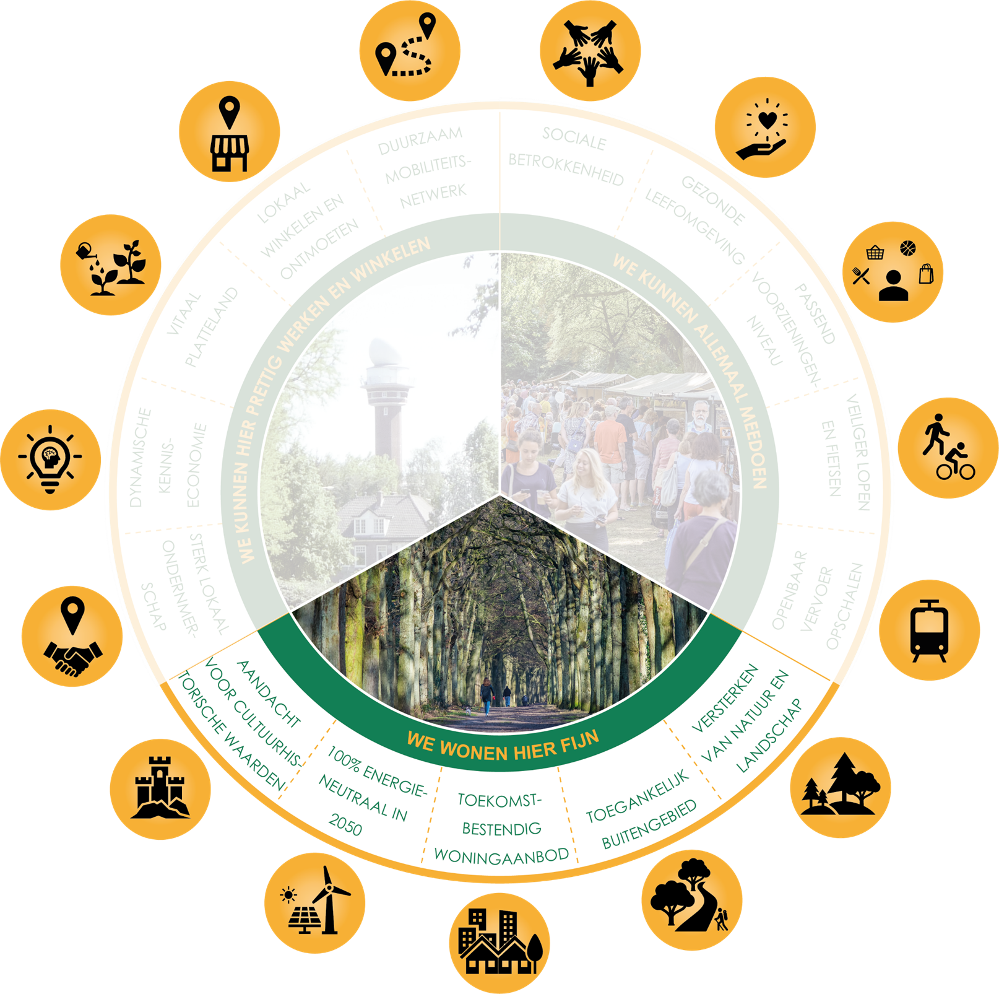 DUURZAAM
MOBILITEITS-
NETWERK
SOCIALE
BETROKKENHEID
GEZONDE
LEEFOMGEVING
PASSEND
VOORZIENINGEN-
NIVEAU
VEILIGER LOPEN
EN FIETSEN
OPENBAAR
VERVOER
OPSCHALEN
WE KUNNEN ALLEMAAL MEEDOEN
VERSTERKEN
VAN NATUUR EN
LANDSCHAP
TOEGANKELIJK
BUITENGEBIED
TOEKOMST-
BESTENDIG
WONINGAANBOD
100% ENERGIE-
NEUTRAAL IN
2050
AANDACHT
VOOR CULTUURHIS-
TORISCHE WAARDEN
WE WONEN HIER FIJN
STERK LOKAAL
ONDERNMER-
SCHAP
DYNAMISCHE
KENNIS-
ECONOMIE
VITAAL
PLATTELAND
LOKAAL
WINKELEN EN
ONTMOETEN
WE KUNNEN HIER PRETTIG WERKEN EN WINKELEN